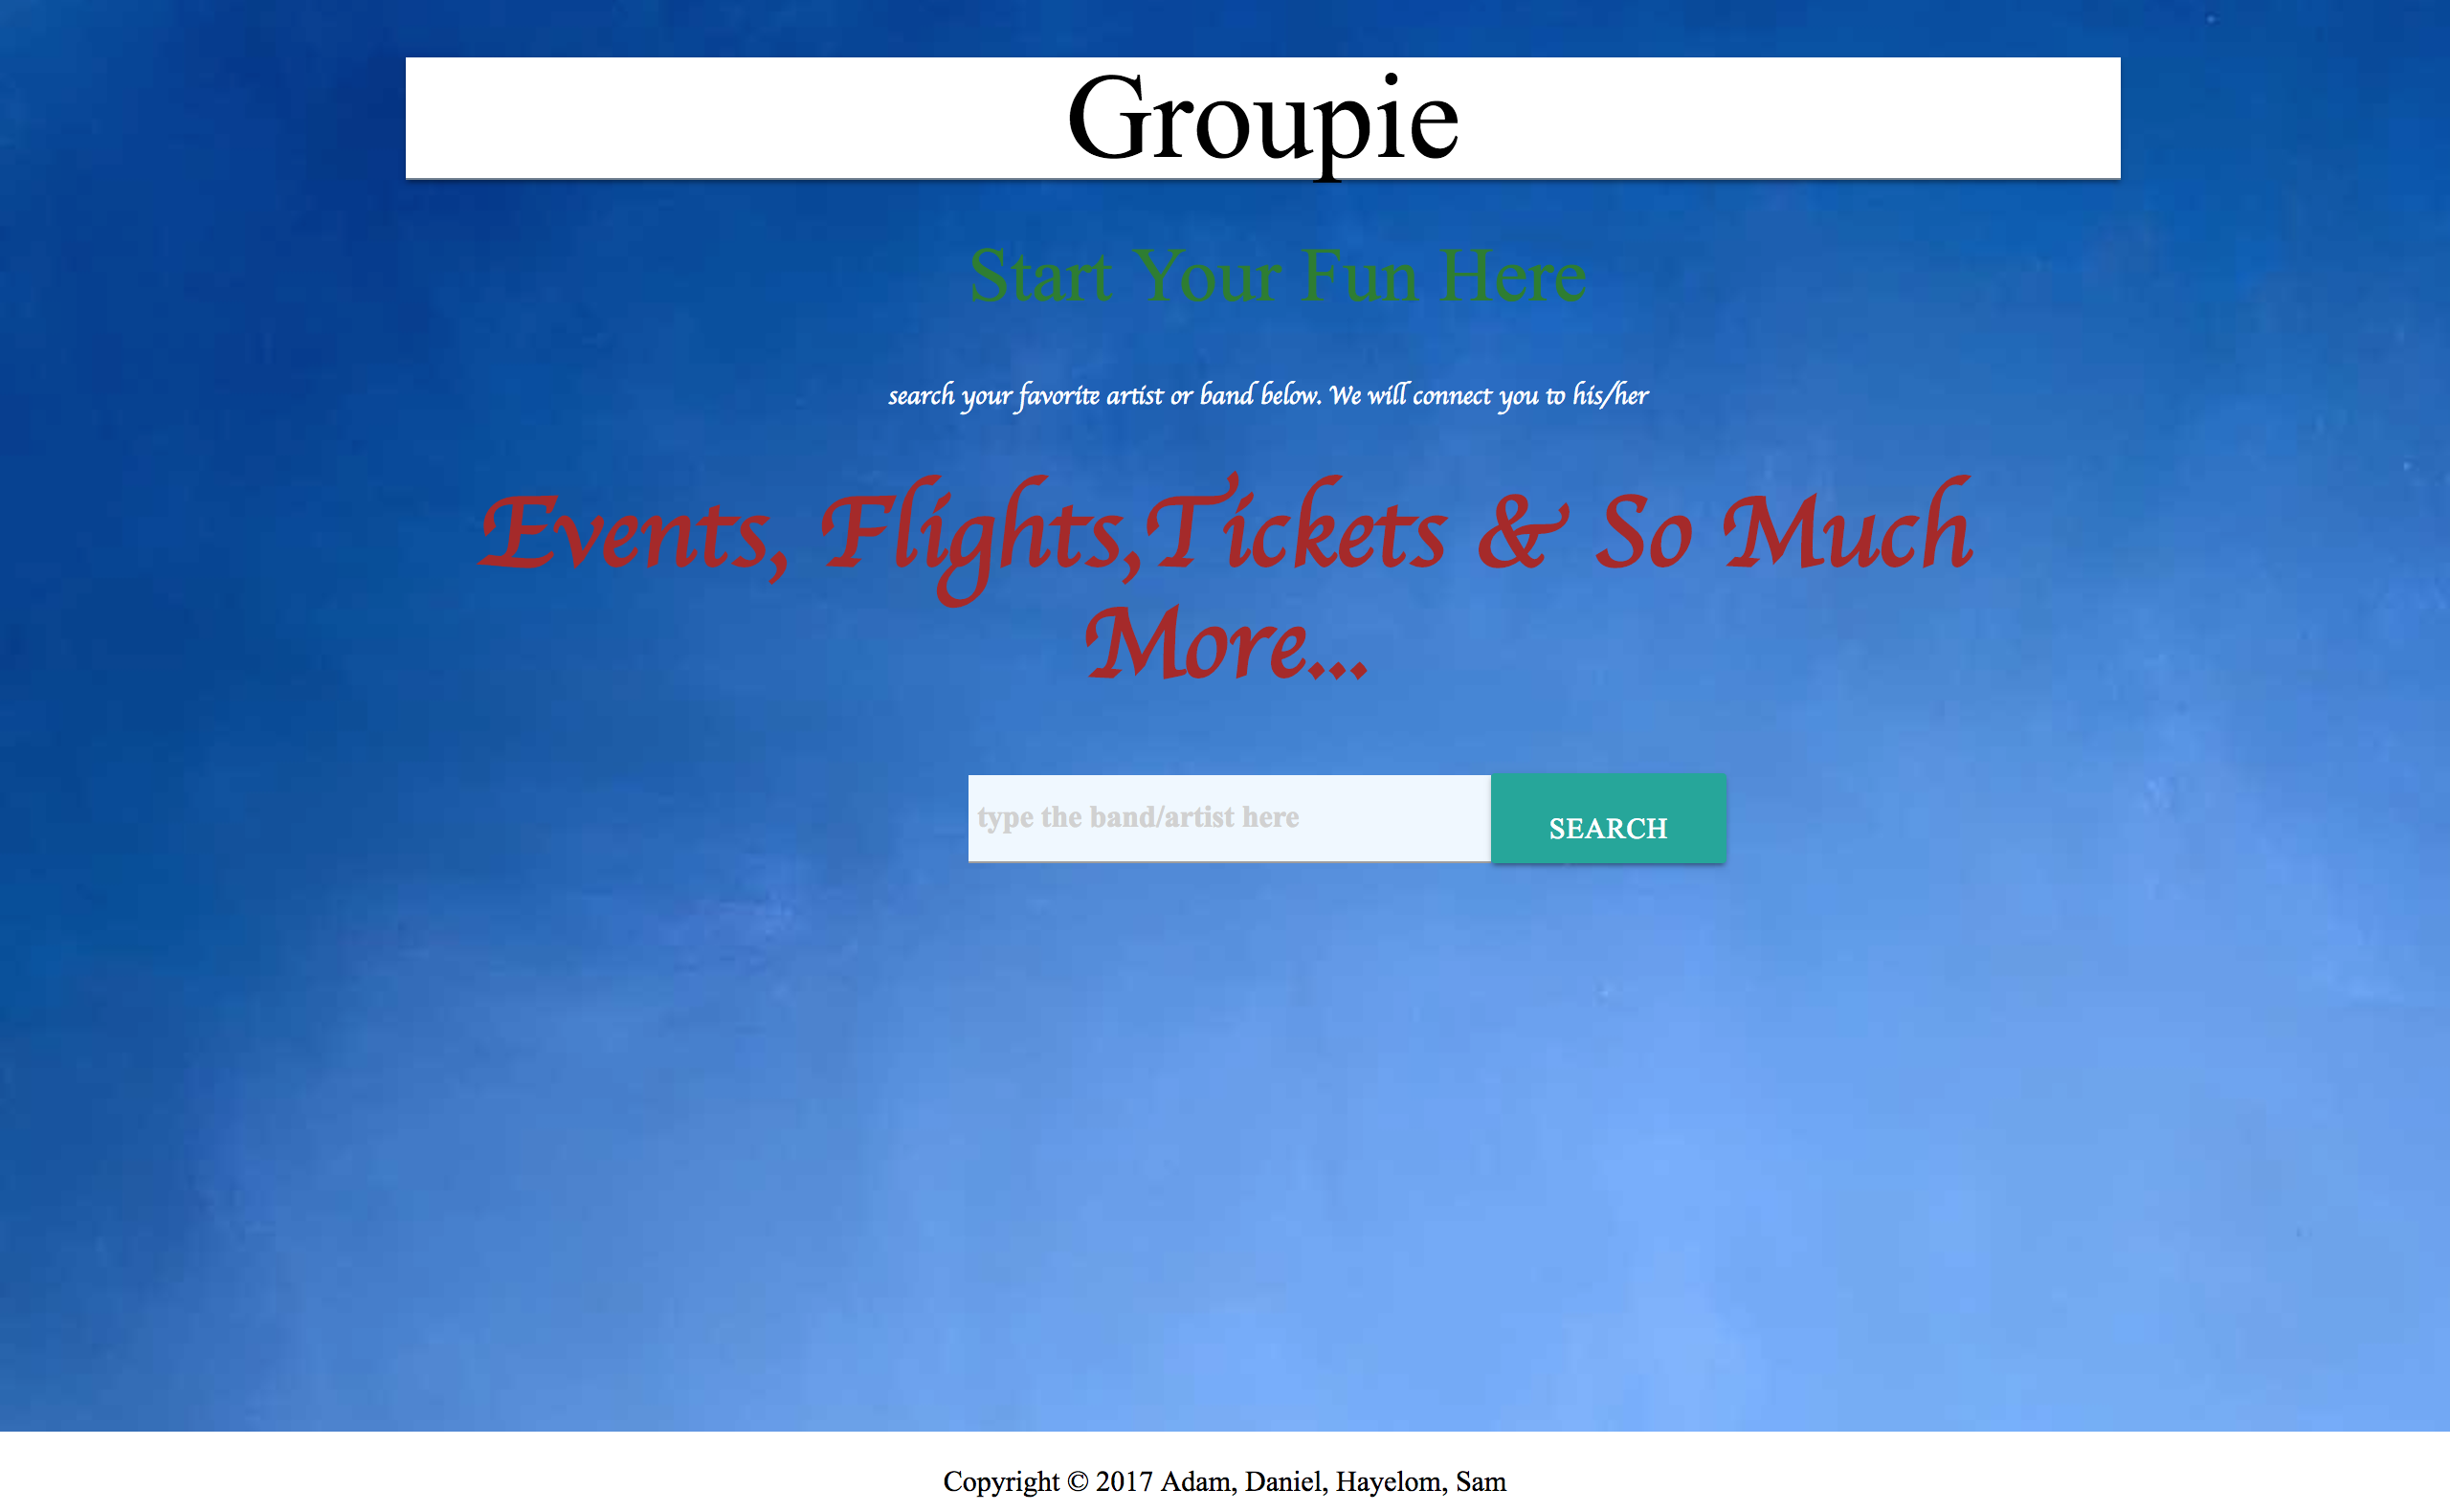 Groupie
Start Your Fun Here
search your favorite artist or band below. We will connect you to his/her
Events, Flights,Tickets & So Much
More...
type the band/artist here
SEARCH
Copyright © 2017 Adam, Daniel, Hayelom, Sam